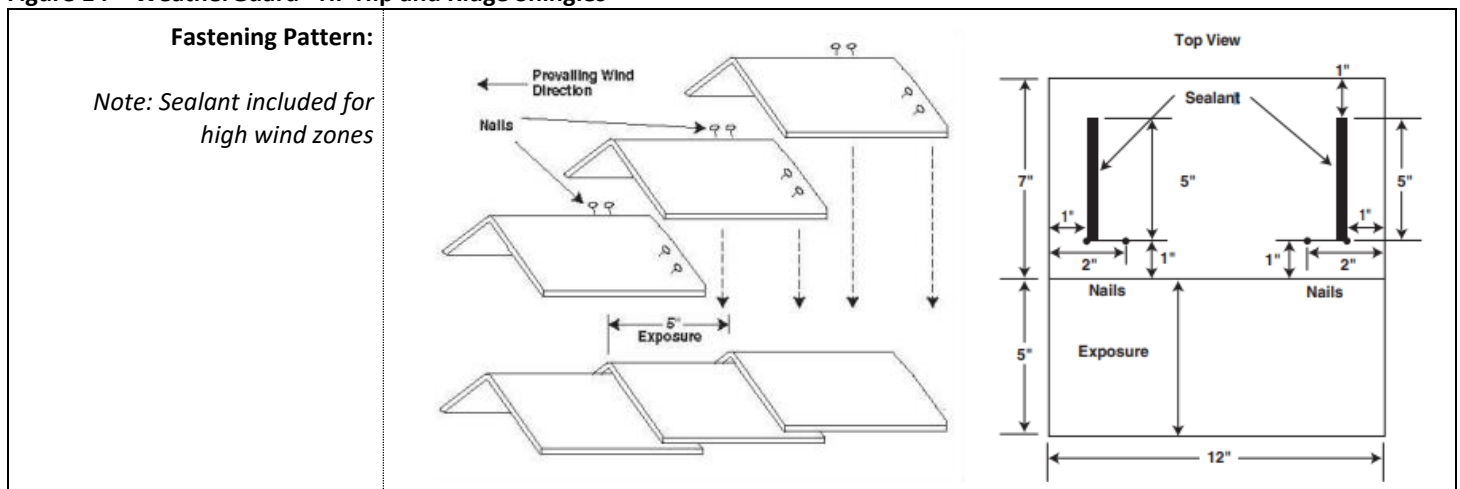 Fastening Pattern:
Note: Sealant included for
high wind zones
Prevailing Wind
Direction
Nails
5"
Exposure
Top View
1"
Sealant
7"
5"
5"
1"
1"
2"
1"
1"
2"
Nails
Nails
5"
Exposure
12"